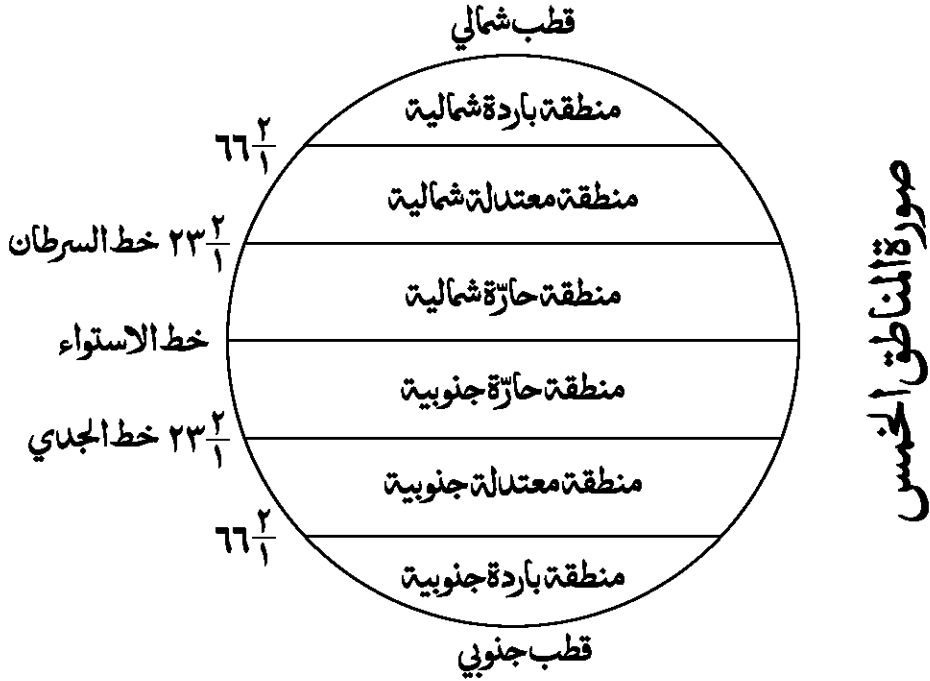 صورة المناطق الخمس
قطب شمالي
منطقة باردة شمالية
٦٦ ٢/١
منطقة معتدلة شمالية
٢٣ ٢/١ خط السرطان
منطقة حارّة شمالية
خط الاستواء
منطقة حارّة جنوبية
٢٣ ٢/١ خط الجدي
منطقة معتدلة جنوبية
٦٦ ٢/١
منطقة باردة جنوبية
قطب جنوبي